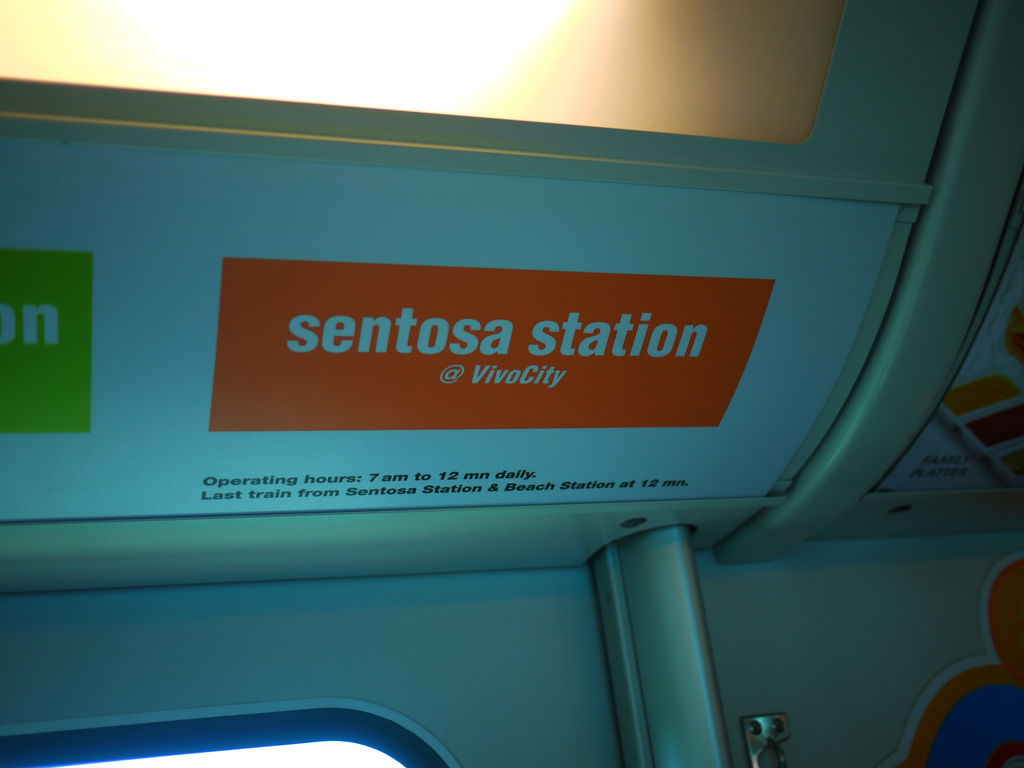 on
sentosa station
@ VivoCity
Operating hours: 7 am to 12 mn daily.
Last train from Sentosa Station & Beach Station at 12 mn.
FAMILY
PLATTER